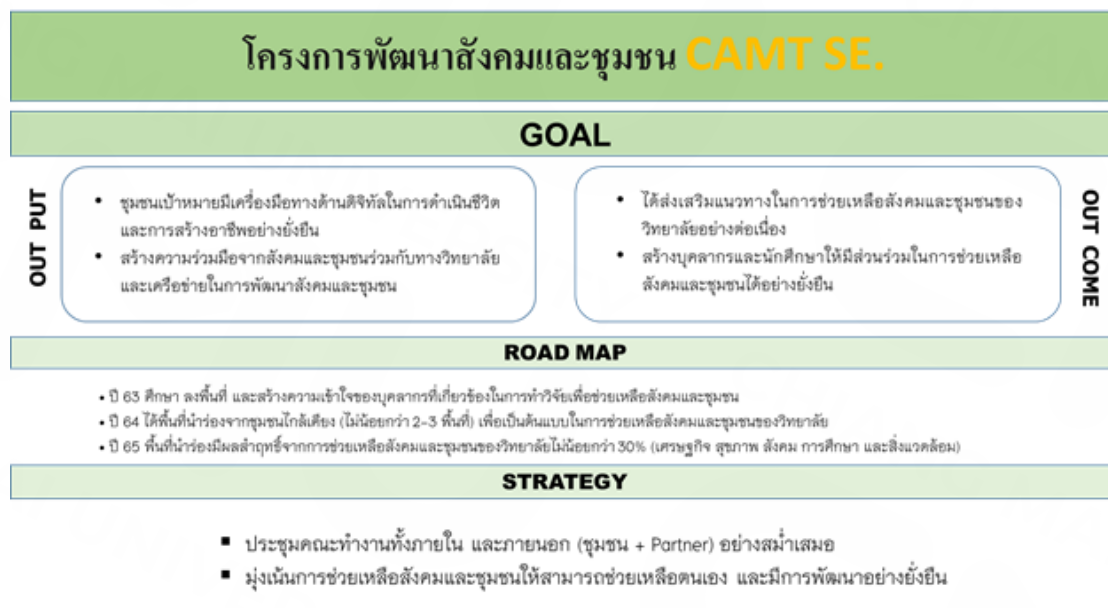 โครงการพัฒนาสังคมและชุมชน CAMT SE.
GOAL
OUT PUT
• ชุมชนเป้าหมายมีเครื่องมือทางด้านดิจิทัลในการดำเนินชีวิต
และการสร้างอาชีพอย่างยั่งยืน
• สร้างความร่วมมือจากสังคมและชุมชนร่วมกับทางวิทยาลัย
และเครือข่ายในการพัฒนาสังคมและชุมชน
• ได้ส่งเสริมแนวทางในการช่วยเหลือสังคมและชุมชนของ
วิทยาลัยอย่างต่อเนื่อง
• สร้างบุคลากรและนักศึกษาให้มีส่วนร่วมในการช่วยเหลือ
สังคมและชุมชนได้อย่างยั่งยืน
OUT COME
ROAD MAP
• ปี 63 ศึกษา ลงพื้นที่ และสร้างความเข้าใจของบุคลากรที่เกี่ยวข้องในการทำวิจัยเพื่อช่วยเหลือสังคมและชุมชน
• ปี 64 ได้พื้นที่นำร่องจากชุมชนใกล้เคียง (ไม่น้อยกว่า 2-3 พื้นที่) เพื่อเป็นต้นแบบในการช่วยเหลือสังคมและชุมชนของวิทยาลัย
• ปี 65 พื้นที่นำร่องมีผลสำฤทธิ์จากการช่วยเหลือสังคมและชุมชนของวิทยาลัยไม่น้อยกว่า 30% (เศรษฐกิจ สุขภาพ สังคม การศึกษา และสิ่งแวดล้อม)
STRATEGY
▪ ประชุมคณะทำงานทั้งภายใน และภายนอก (ชุมชน + Partner) อย่างสม่ำเสมอ
▪ มุ่งเน้นการช่วยเหลือสังคมและชุมชนให้สามารถช่วยเหลือตนเอง และมีการพัฒนาอย่างยั่งยืน